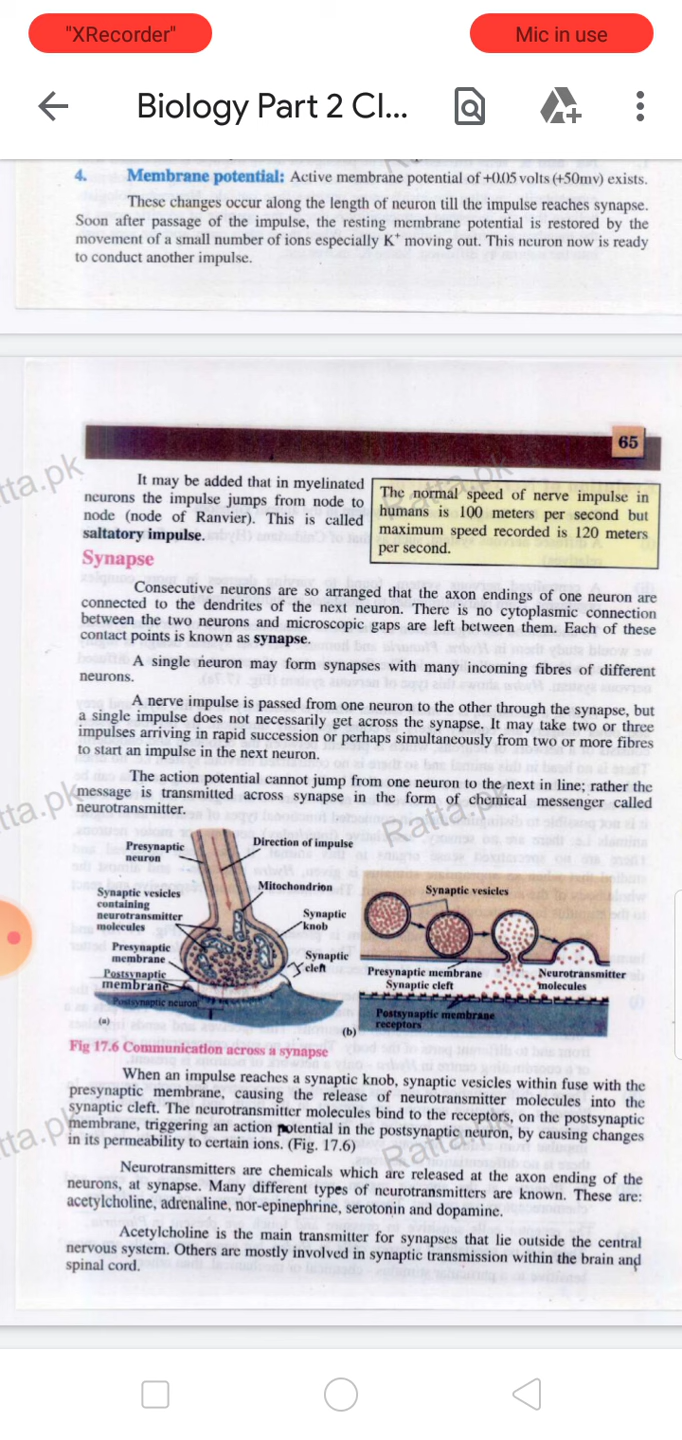 "XRecorder"
Mic in use
Biology Part 2 Cl...
4. Membrane potential: Active membrane potential of +0.05 volts (+50mv) exists.
These changes occur along the length of neuron till the impulse reaches synapse.
Soon after passage of the impulse, the resting membrane potential is restored by the
movement of a small number of ions especially K⁺ moving out. This neuron now is ready
to conduct another impulse.
65
It may be added that in myelinated
neurons the impulse jumps from node to
node (node of Ranvier). This is called
saltatory impulse.
The normal speed of nerve impulse in
humans is 100 meters per second but
maximum speed recorded is 120 meters
per second.
Synapse
Consecutive neurons are so arranged that the axon endings of one neuron are
connected to the dendrites of the next neuron. There is no cytoplasmic connection
between the two neurons and microscopic gaps are left between them. Each of these
contact points is known as synapse.
A single neuron may form synapses with many incoming fibres of different
neurons.
A nerve impulse is passed from one neuron to the other through the synapse, but
a single impulse does not necessarily get across the synapse. It may take two or three
impulses arriving in rapid succession or perhaps simultaneously from two or more fibres
to start an impulse in the next neuron.
The action potential cannot jump from one neuron to the next in line; rather the
message is transmitted across synapse in the form of chemical messenger called
neurotransmitter.
Presynaptic
neuron
Direction of impulse
Mitochondrion
Synaptic vesicles
containing
neurotransmitter
molecules
Synaptic
knob
Presynaptic
membrane
Synaptic
cleft
Postsynaptic
membrane
Postsynaptic neuron
(a)
Synaptic vesicles
Presynaptic membrane
Synaptic cleft
Neurotransmitter
molecules
Postsynaptic membrane
receptors
(b)
Fig 17.6 Communication across a synapse
When an impulse reaches a synaptic knob, synaptic vesicles within fuse with the
presynaptic membrane, causing the release of neurotransmitter molecules into the
synaptic cleft. The neurotransmitter molecules bind to the receptors, on the postsynaptic
membrane, triggering an action potential in the postsynaptic neuron, by causing changes
in its permeability to certain ions. (Fig. 17.6)
Neurotransmitters are chemicals which are released at the axon ending of the
neurons, at synapse. Many different types of neurotransmitters are known. These are:
acetylcholine, adrenaline, nor-epinephrine, serotonin and dopamine.
Acetylcholine is the main transmitter for synapses that lie outside the central
nervous system. Others are mostly involved in synaptic transmission within the brain and
spinal cord.
tta.pk
Ratta.pk
tta.pk
Ratta.pk
tta.pk
Ratta.pk